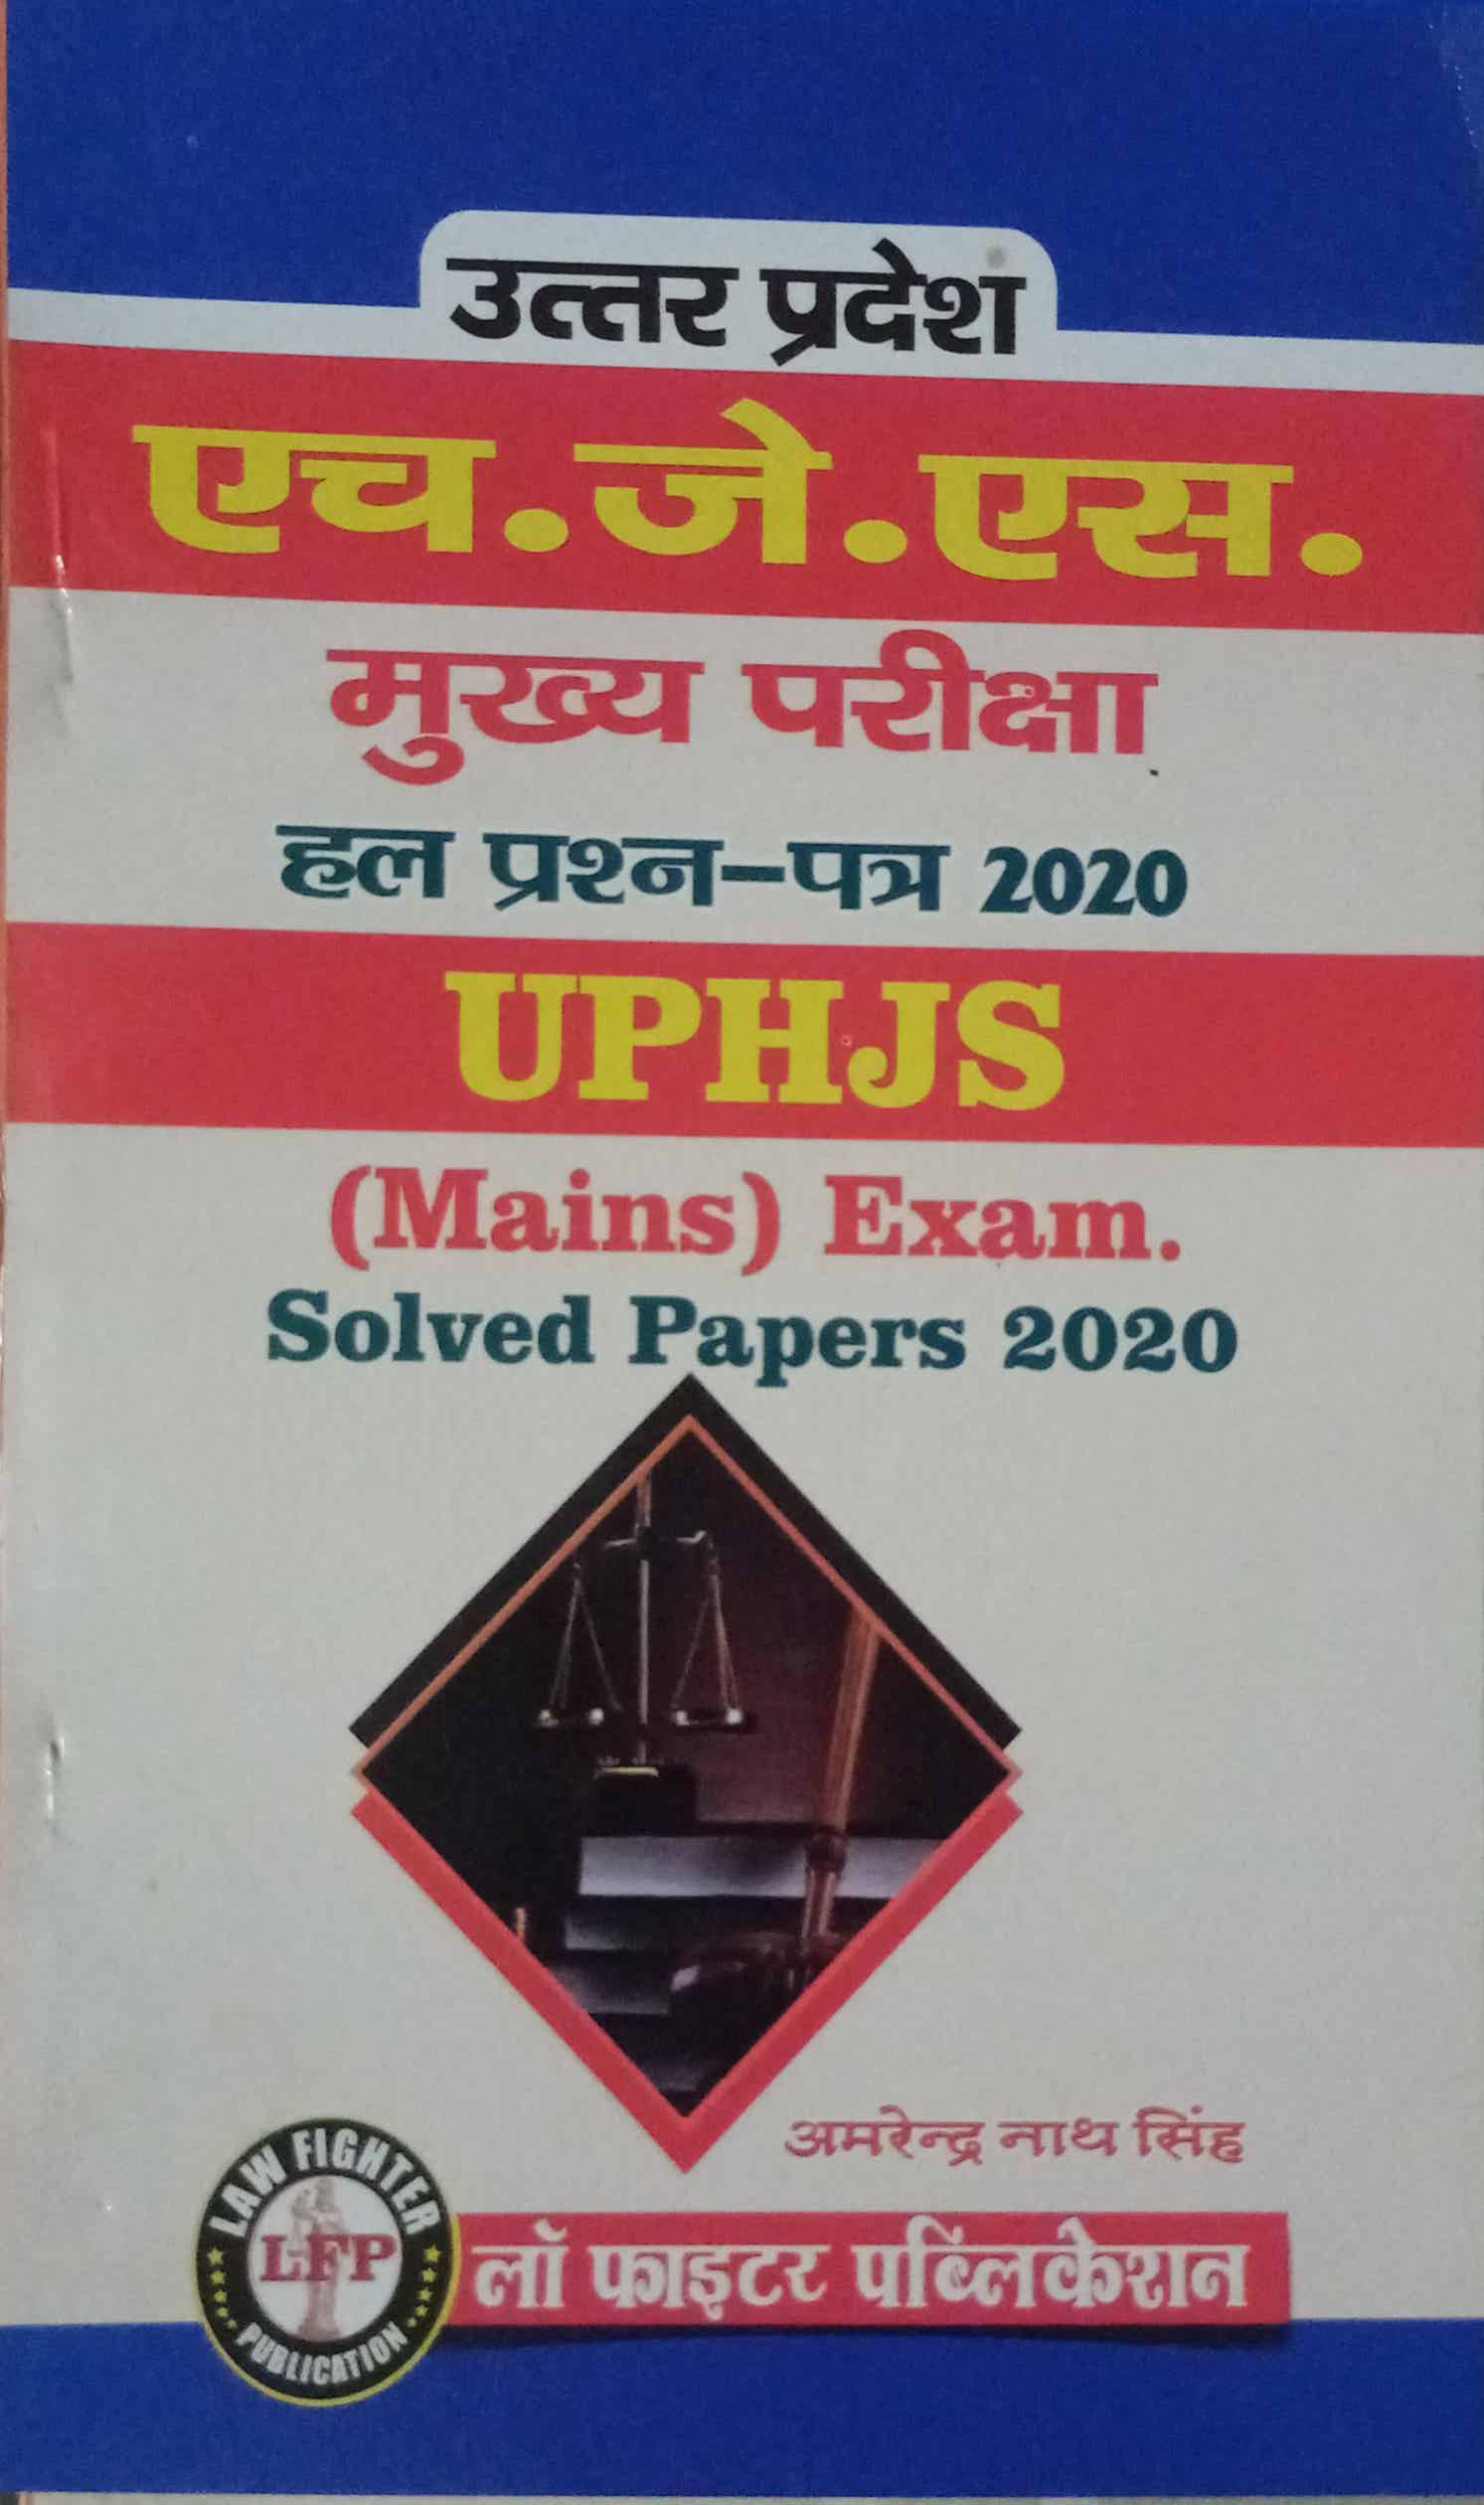 उत्तर प्रदेश
एच.जे.एस.
मुख्य परीक्षा
हल प्रश्न-पत्र 2020
UPHJS
(Mains) Exam.
Solved Papers 2020
अमरेन्द्र नाथ सिंह
LAW FIGHTER
LFP
PUBLICATION
लॉ फाइटर पब्लिकेशन